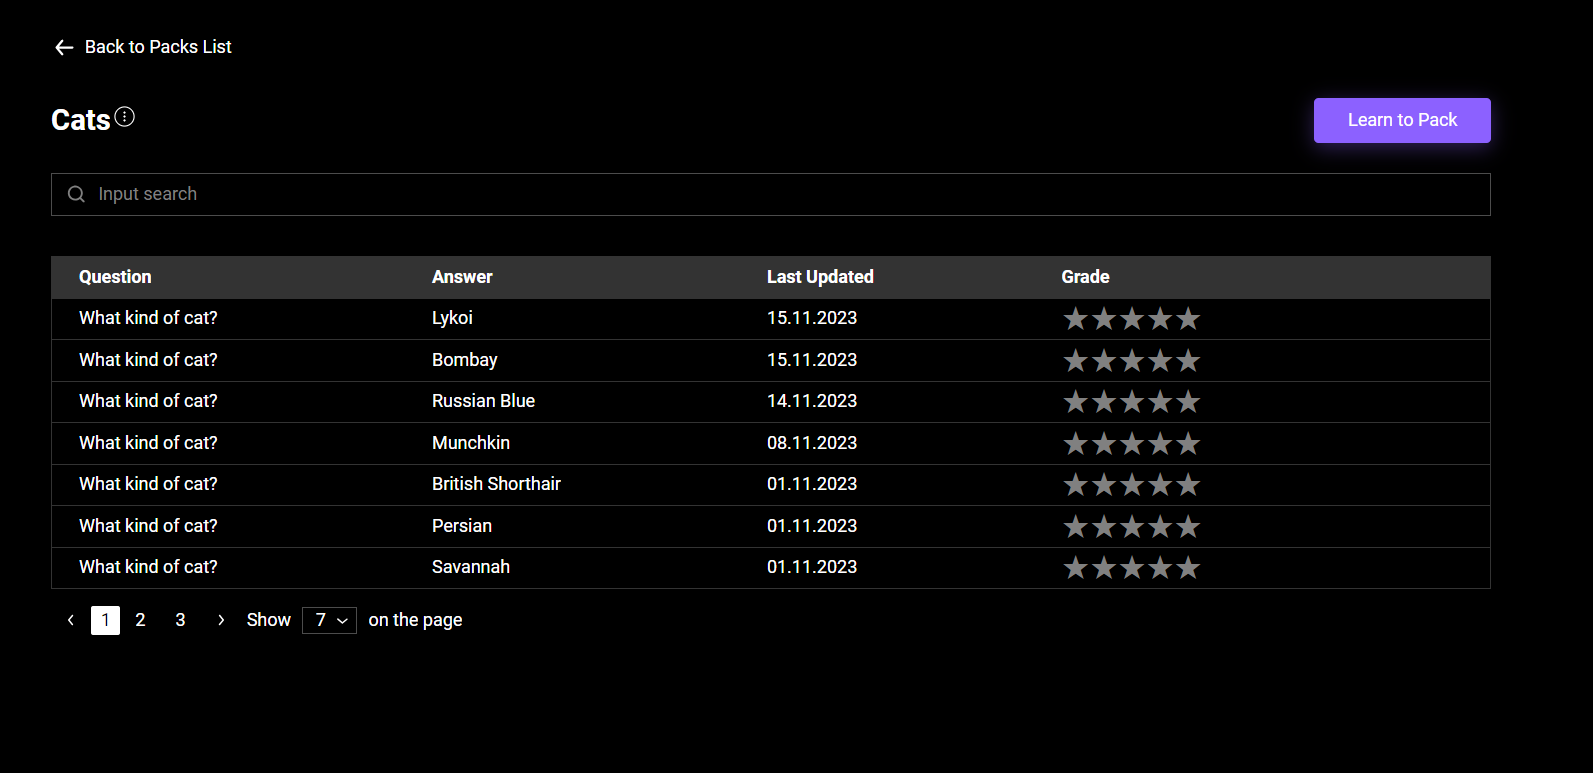 Back to Packs List
Cats
Learn to Pack
Input search
Question Answer Last Updated Grade
What kind of cat? Lykoi 15.11.2023
What kind of cat? Bombay 15.11.2023
What kind of cat? Russian Blue 14.11.2023
What kind of cat? Munchkin 08.11.2023
What kind of cat? British Shorthair 01.11.2023
What kind of cat? Persian 01.11.2023
What kind of cat? Savannah 01.11.2023
1 2 3 Show 7 on the page